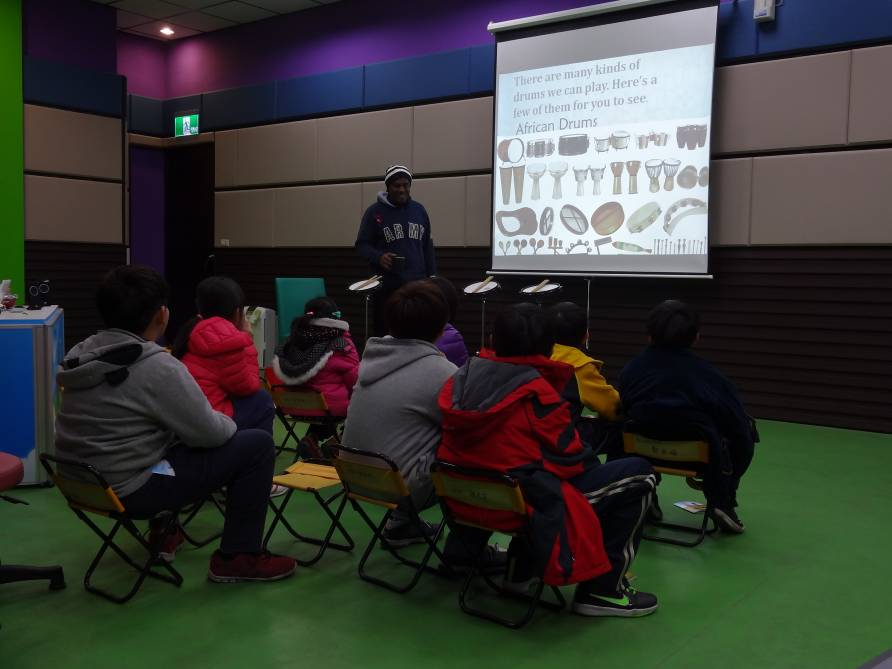 There are many kinds of
drums we can play. Here's a
few of them for you to see.
African Drums
ARMY